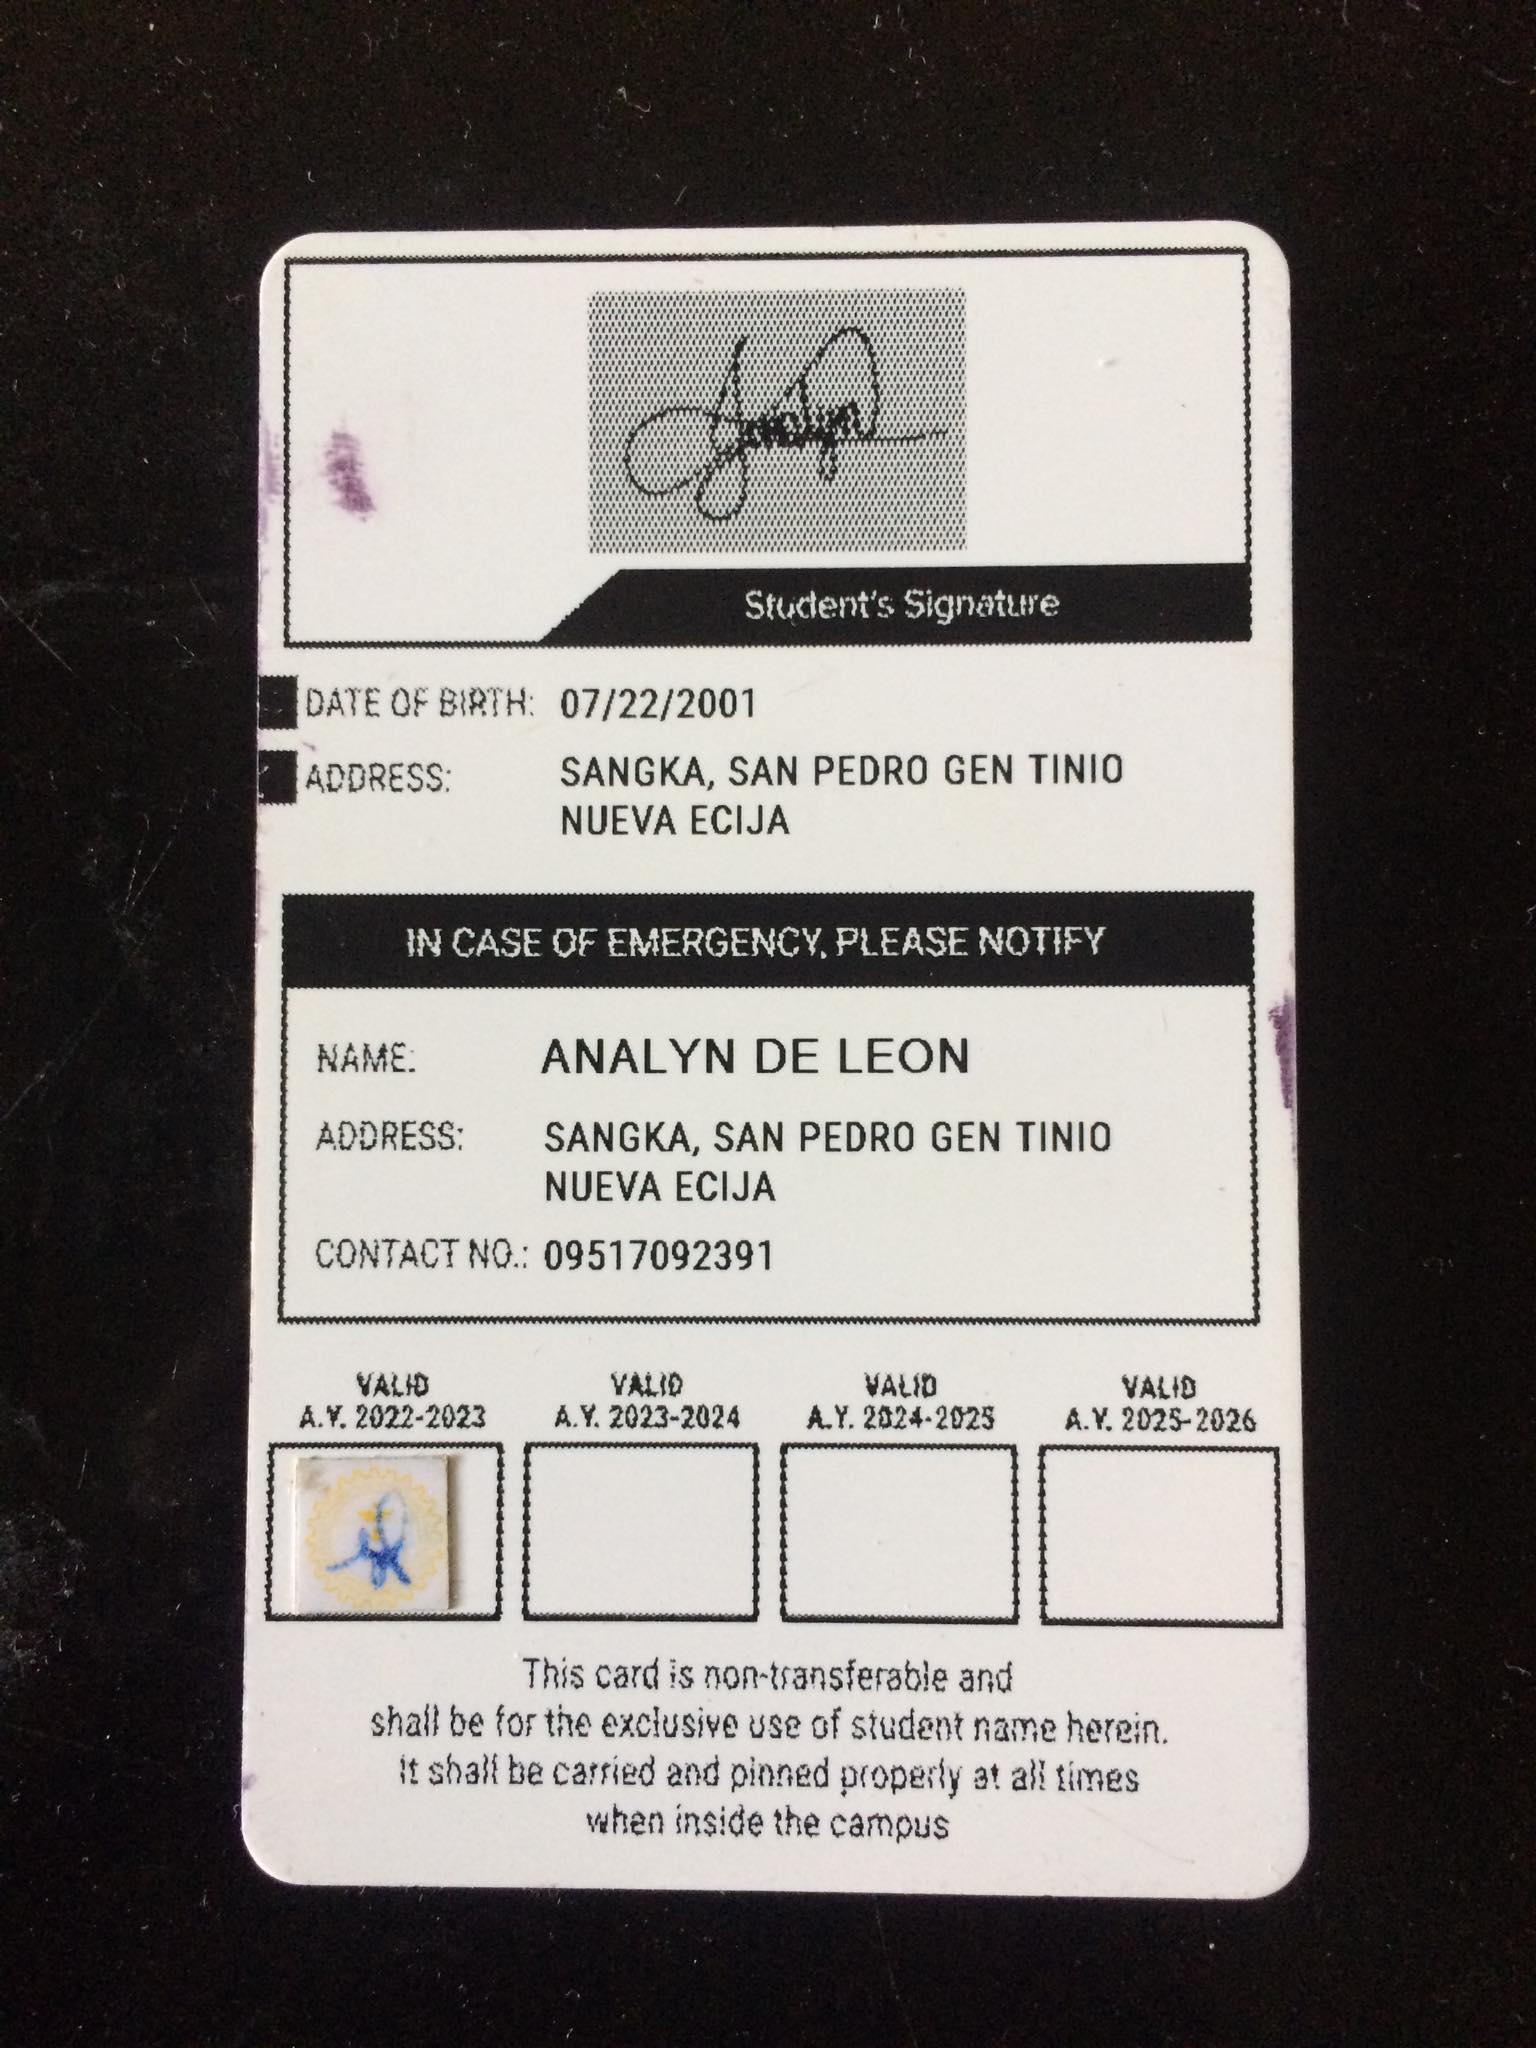 Student's Signature
DATE OF BIRTH: 07/22/2001
ADDRESS: SANGKA, SAN PEDRO GEN TINIO
NUEVA ECIJA
IN CASE OF EMERGENCY, PLEASE NOTIFY
NAME: ANALYN DE LEON
ADDRESS: SANGKA, SAN PEDRO GEN TINIO
NUEVA ECIJA
CONTACT NO.: 09517092391
VALID VALID VALID VALID
A.Y. 2022-2023 A.Y. 2023-2024 A.Y. 2024-2025 A.Y. 2025-2026
This card is non-transferable and
shall be for the exclusive use of student name herein.
It shall be carried and pinned properly at all times
when inside the campus